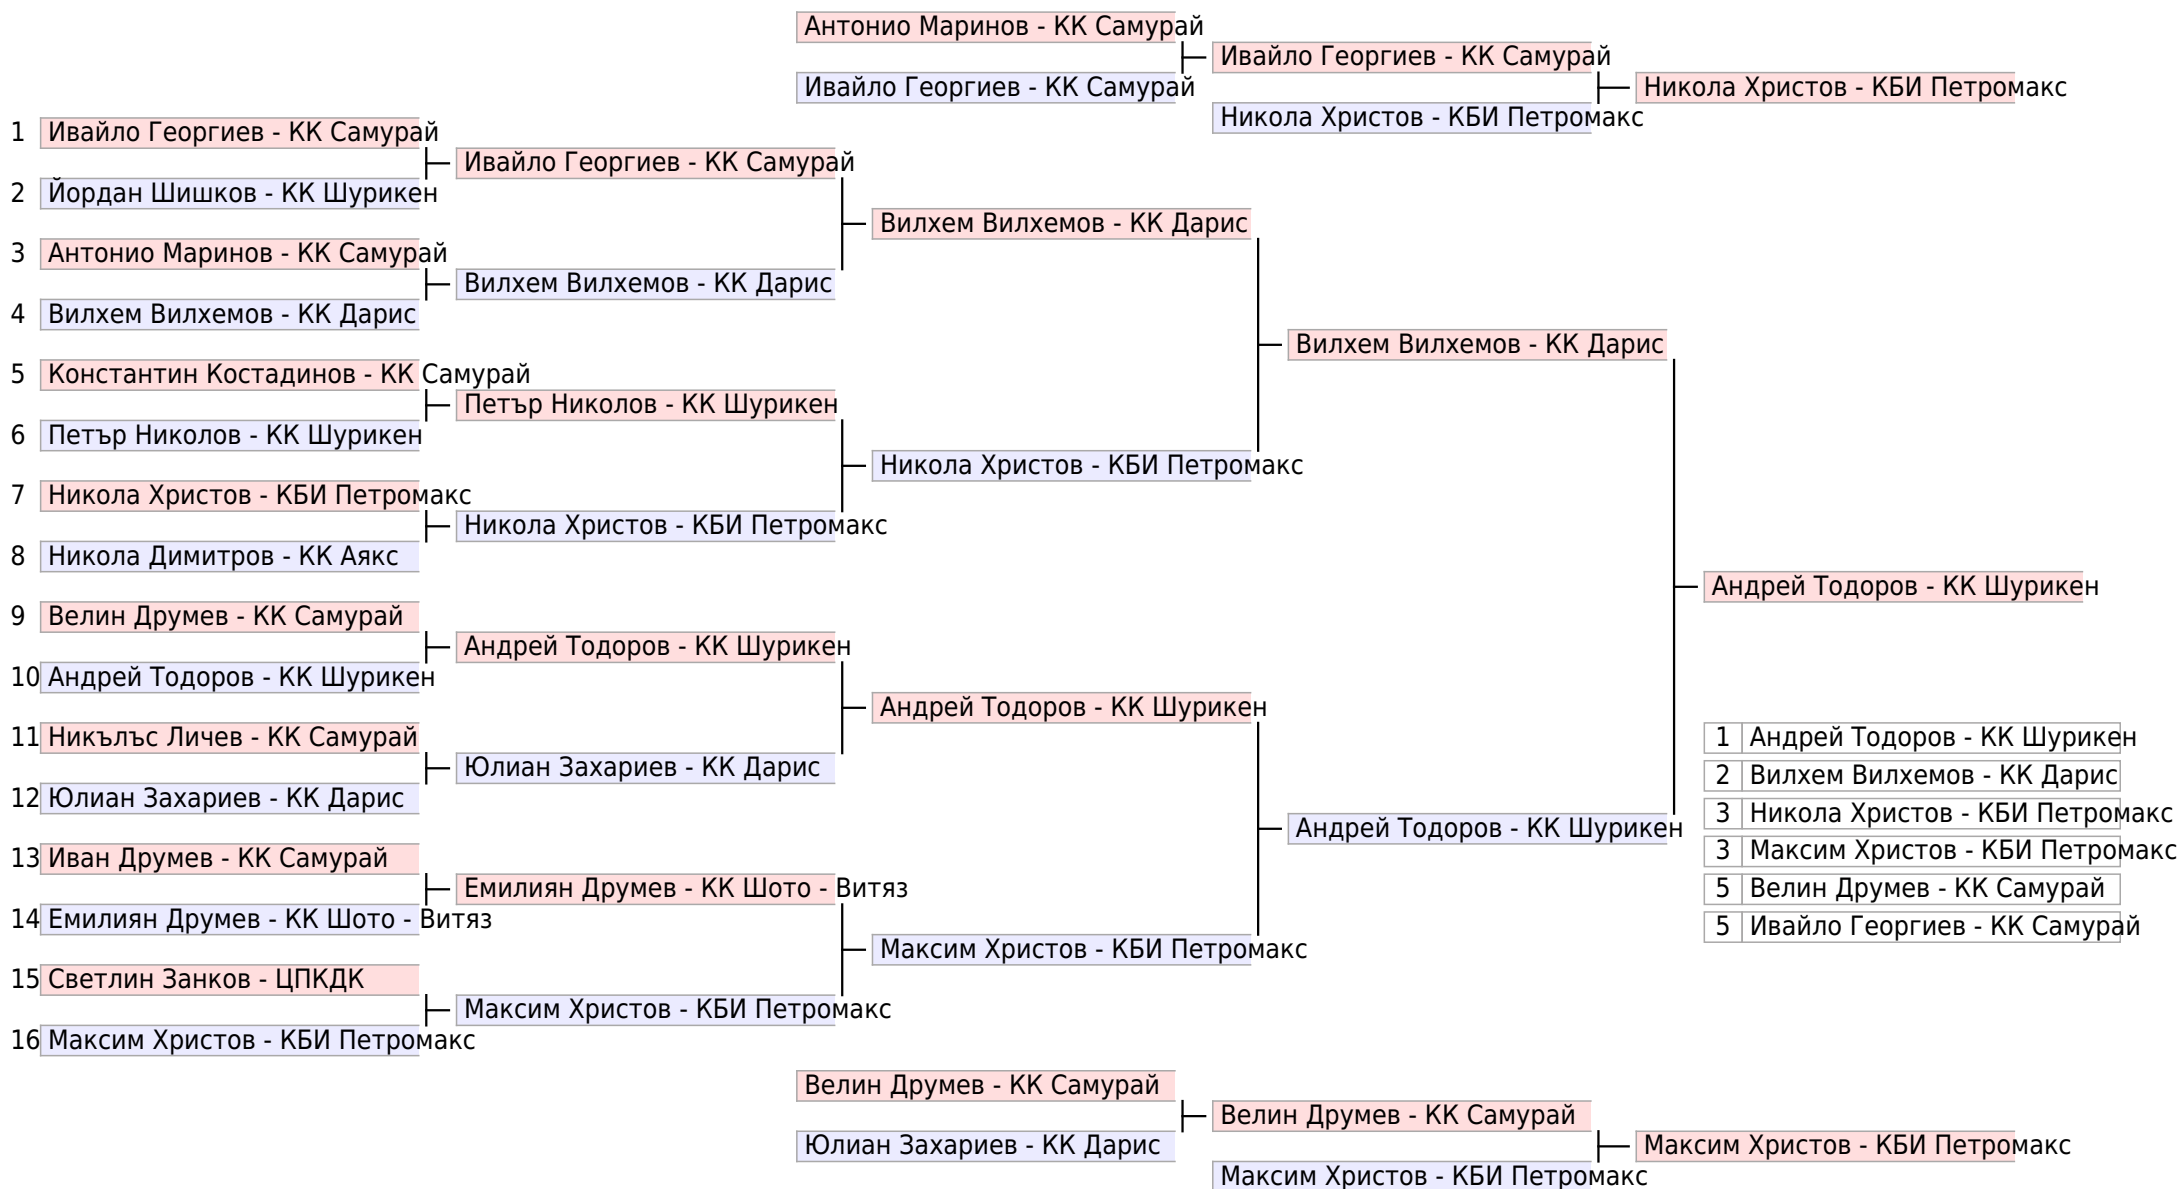 Антонио Маринов - КК Самурай
Ивайло Георгиев - КК Самурай
Ивайло Георгиев - КК Самурай
Никола Христов - КБИ Петромакс
Никола Христов - КБИ Петромакс
1 Ивайло Георгиев - КК Самурай
2 Йордан Шишков - КК Шурикен
3 Антонио Маринов - КК Самурай
4 Вилхем Вилхемов - КК Дарис
5 Константин Костадинов - КК Самурай
6 Петър Николов - КК Шурикен
7 Никола Христов - КБИ Петромакс
8 Никола Димитров - КК Аякс
9 Велин Друмев - КК Самурай
10 Андрей Тодоров - КК Шурикен
11 Никълъс Личев - КК Самурай
12 Юлиан Захариев - КК Дарис
13 Иван Друмев - КК Самурай
14 Емилиян Друмев - КК Шото - Витяз
15 Светлин Занков - ЦПКДК
16 Максим Христов - КБИ Петромакс
Ивайло Георгиев - КК Самурай
Вилхем Вилхемов - КК Дарис
Петър Николов - КК Шурикен
Никола Христов - КБИ Петромакс
Андрей Тодоров - КК Шурикен
Юлиан Захариев - КК Дарис
Емилиян Друмев - КК Шото - Витяз
Максим Христов - КБИ Петромакс
Вилхем Вилхемов - КК Дарис
Никола Христов - КБИ Петромакс
Андрей Тодоров - КК Шурикен
Максим Христов - КБИ Петромакс
Вилхем Вилхемов - КК Дарис
Андрей Тодоров - КК Шурикен
Андрей Тодоров - КК Шурикен
1 Андрей Тодоров - КК Шурикен
2 Вилхем Вилхемов - КК Дарис
3 Никола Христов - КБИ Петромакс
3 Максим Христов - КБИ Петромакс
5 Велин Друмев - КК Самурай
5 Ивайло Георгиев - КК Самурай
Велин Друмев - КК Самурай
Юлиан Захариев - КК Дарис
Велин Друмев - КК Самурай
Максим Христов - КБИ Петромакс
Максим Христов - КБИ Петромакс